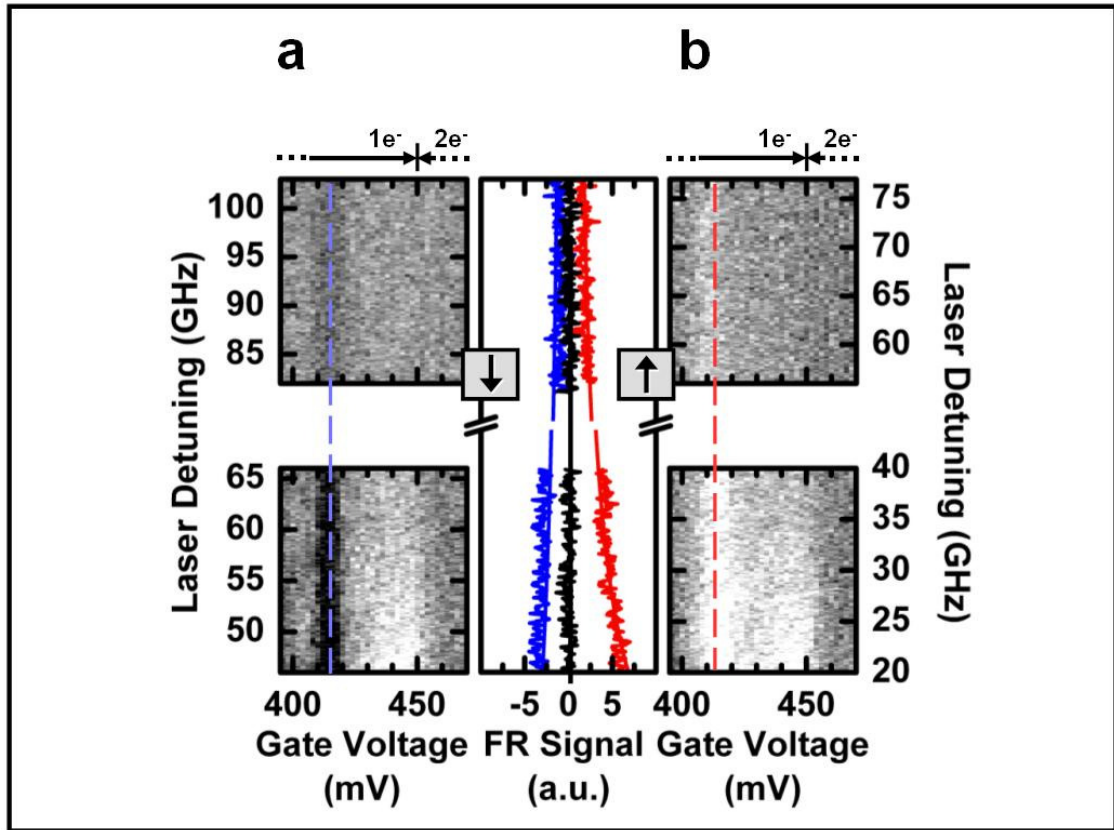 a
b
1e⁻ 2e⁻
1e⁻ 2e⁻
Laser Detuning (GHz)
100
95
90
85
65
60
55
50
↓
↑
75
70
65
60
40
35
30
25
20
Laser Detuning (GHz)
400 450
-5 0 5
400 450
Gate Voltage (mV)
FR Signal (a.u.)
Gate Voltage (mV)